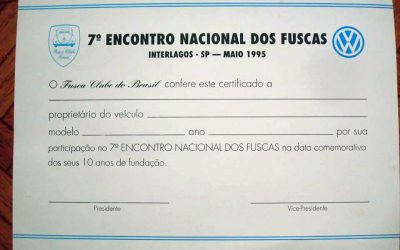 7º ENCONTRO NACIONAL DOS FUSCAS
INTERLAGOS - SP — MAIO 1995
O Fusca Clube do Brasil confere este certificado a
proprietário do veículo
modelo ano por sua
participação no 7º ENCONTRO NACIONAL DOS FUSCAS na data comemorativa
dos seus 10 anos de fundação.
Presidente Vice-Presidente